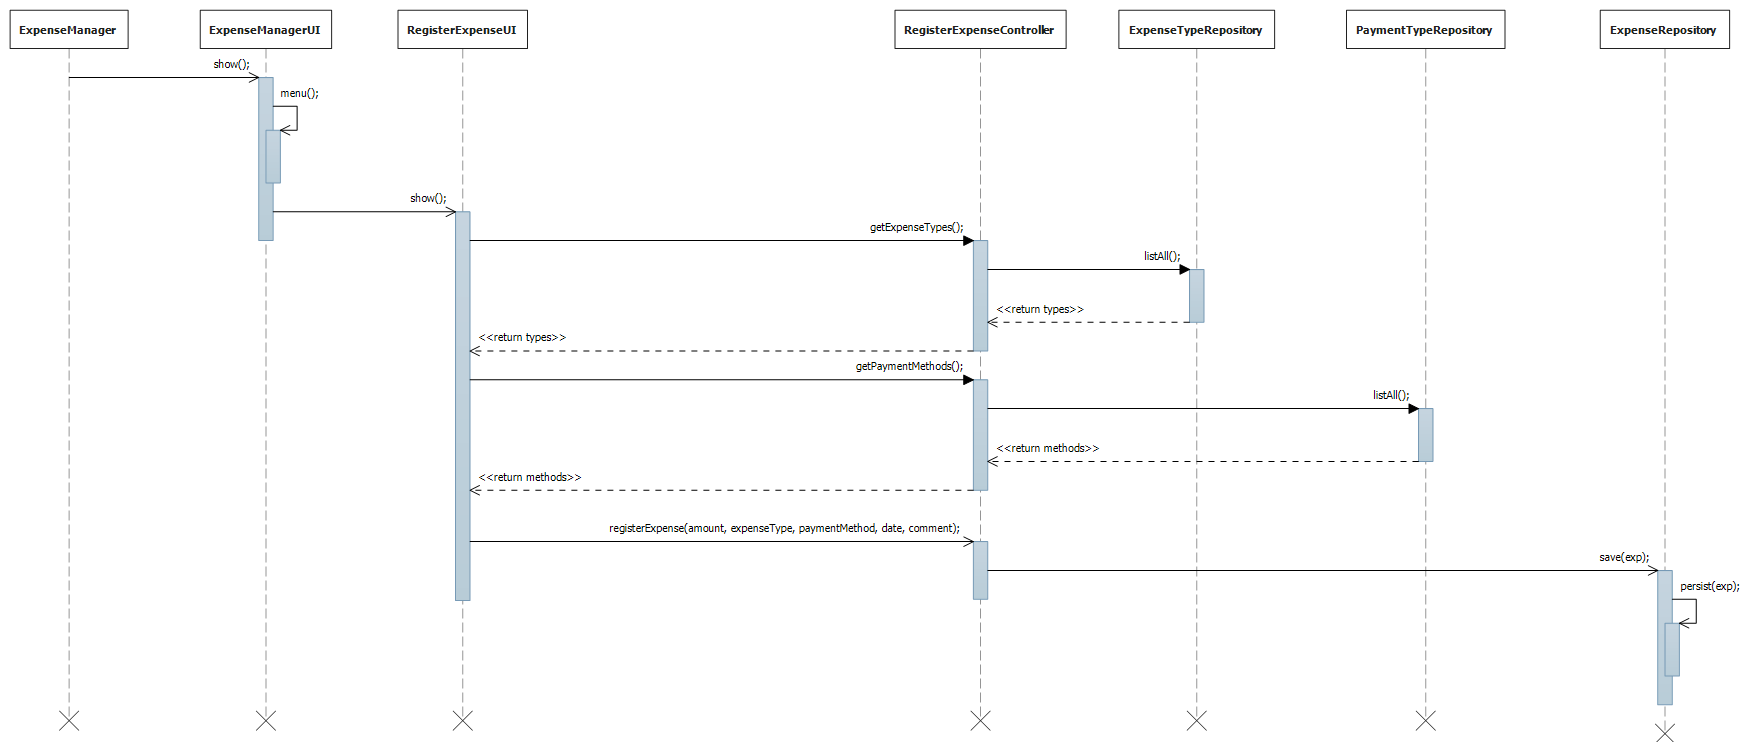 ExpenseManager
ExpenseManagerUI
RegisterExpenseUI
RegisterExpenseController
ExpenseTypeRepository
PaymentTypeRepository
ExpenseRepository
show();
menu();
show();
getExpenseTypes();
listAll();
<<return types>>
<<return types>>
getPaymentMethods();
listAll();
<<return methods>>
<<return methods>>
registerExpense(amount, expenseType, paymentMethod, date, comment);
save(exp);
persist(exp);